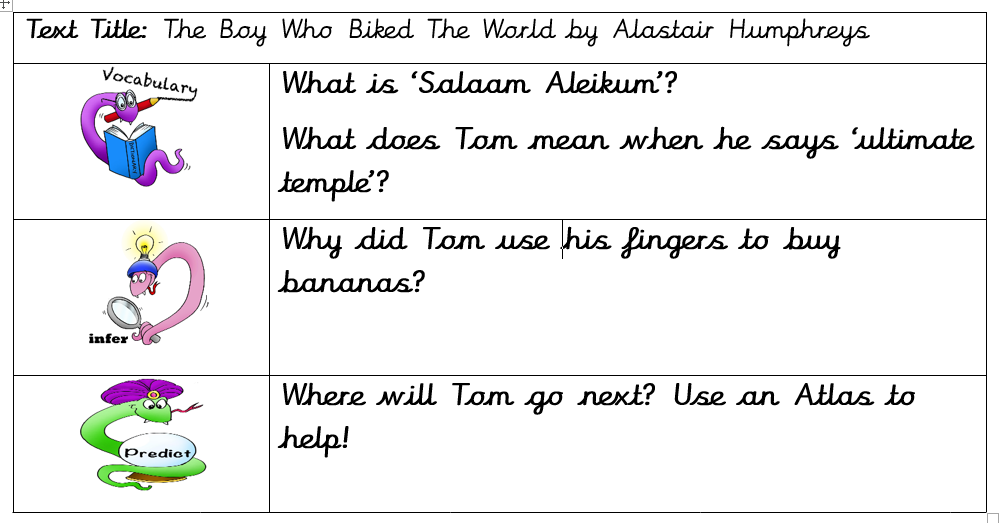 Text Title: The Boy Who Biked The World by Alastair Humphreys
Vocabulary
What is ‘Salaam Aleikum’?
What does Tom mean when he says ‘ultimate
temple’?
infer
Why did Tom use his fingers to buy
bananas?
Predict
Where will Tom go next? Use an Atlas to
help!